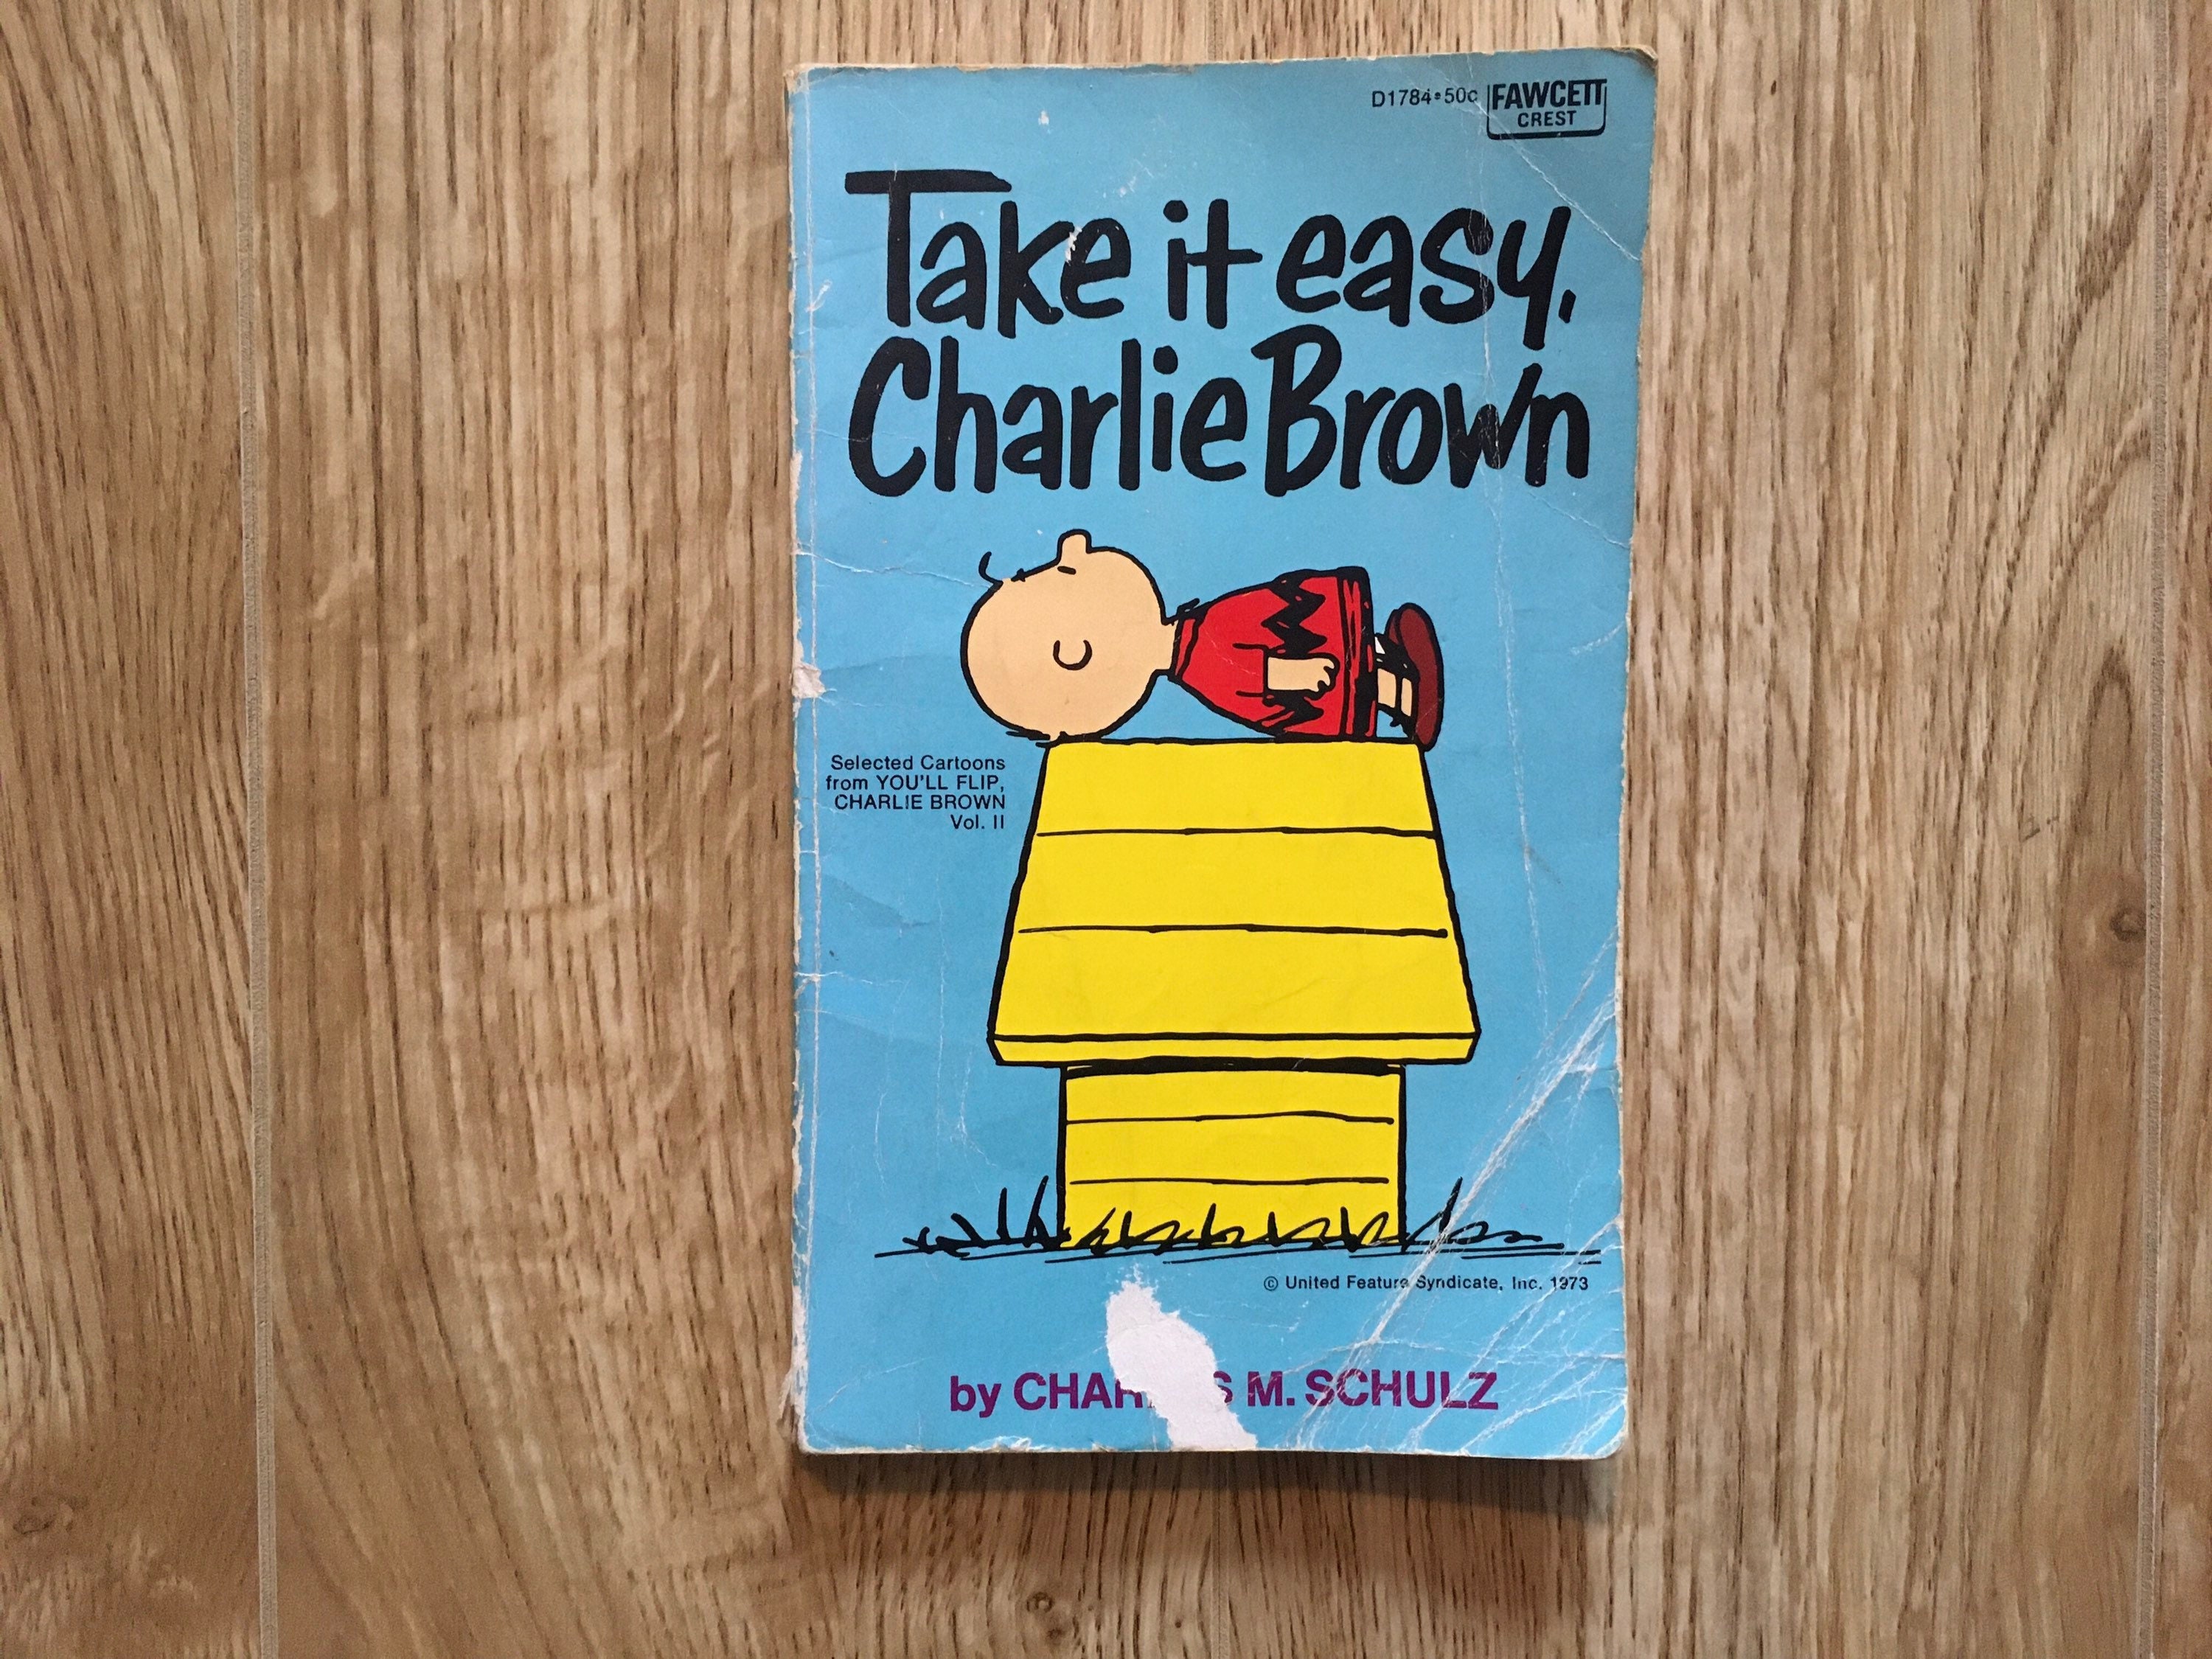 D1784•50c FAWCETT
CREST
Take it easy,
Charlie Brown
Selected Cartoons
from YOU'LL FLIP,
CHARLIE BROWN
Vol. II
© United Feature Syndicate, Inc. 1973
by M. SCHULZ